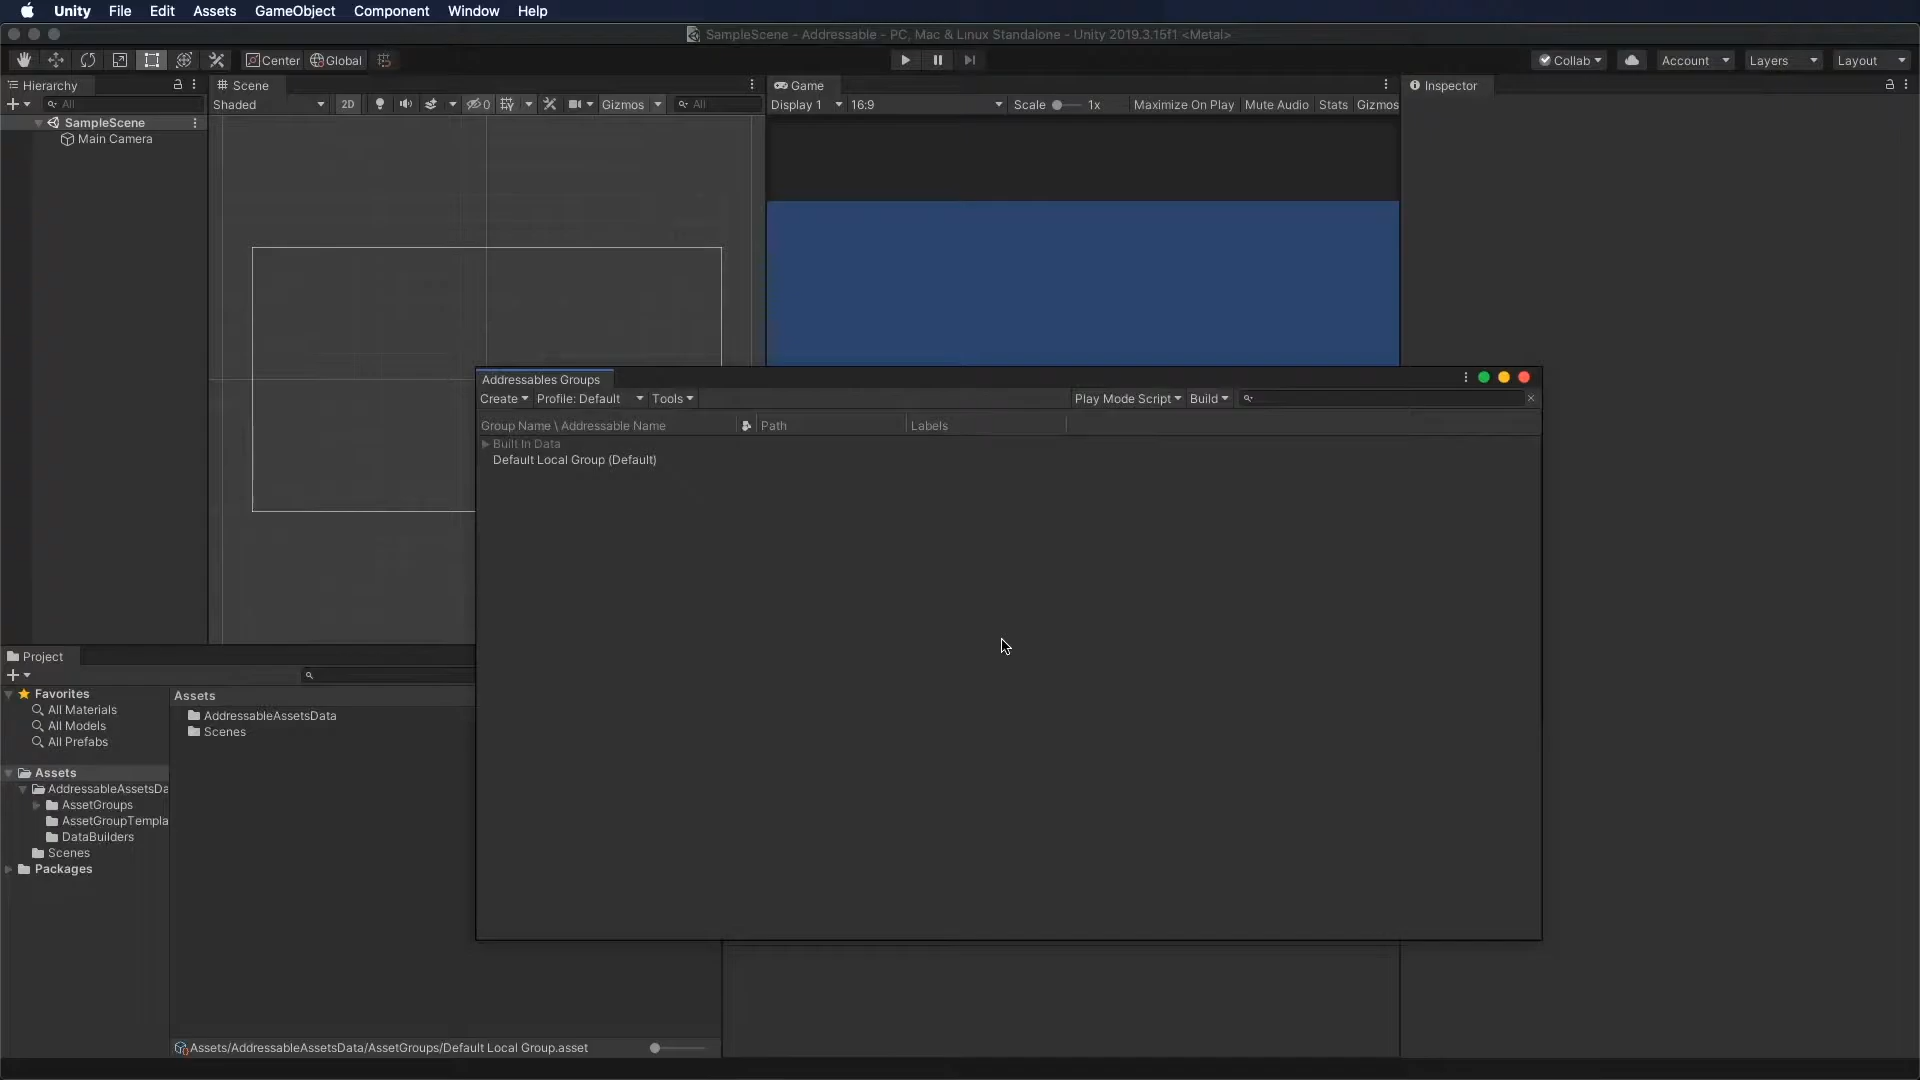 Unity File Edit Assets GameObject Component Window Help
SampleScene - Addressable - PC, Mac & Linux Standalone - Unity 2019.3.15f1 <Metal>
Center Global Collab Account Layers Layout
Hierarchy Scene Game Inspector
All Shaded 2D 0 Gizmos All Display 1 16:9 Scale 1x Maximize On Play Mute Audio Stats Gizmos
SampleScene
Main Camera
Addressables Groups
Create Profile: Default Tools Play Mode Script Build
Group Name \ Addressable Name Path Labels
Built In Data
Default Local Group (Default)
Project
Favorites
All Materials
All Models
All Prefabs
Assets
AddressableAssetsDa
AssetGroups
AssetGroupTempla
DataBuilders
Scenes
Packages
Assets
AddressableAssetsData
Scenes
Assets/AddressableAssetsData/AssetGroups/Default Local Group.asset